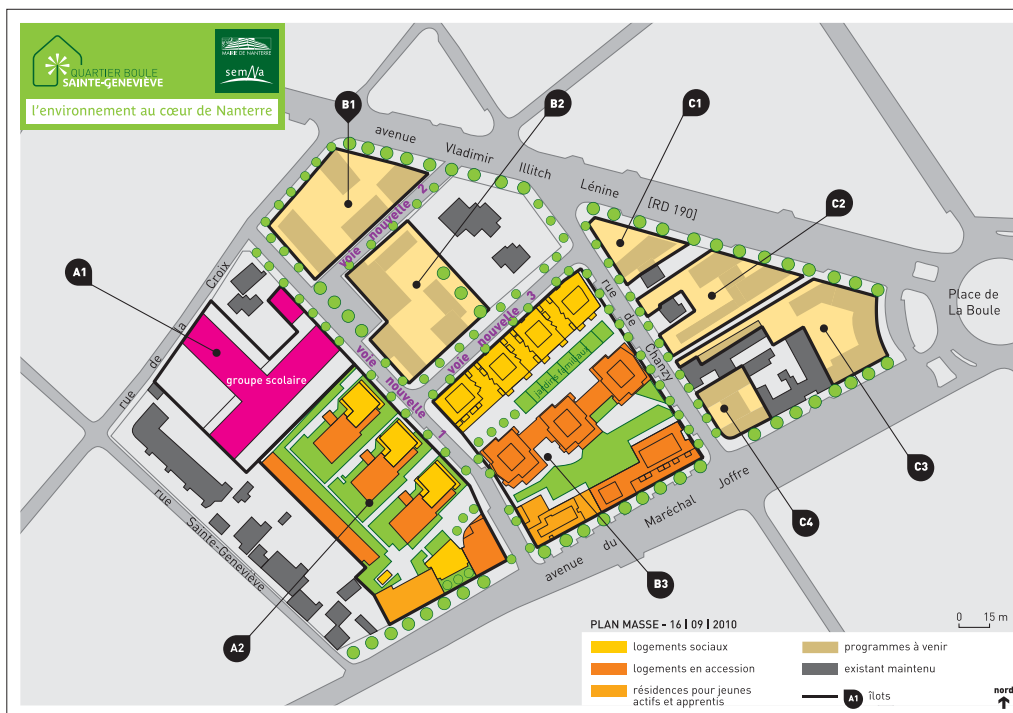 QUARTIER BOULE
SAINTE-GENEVIÈVE
MAIRIE DE NANTERRE
semNa
l'environnement au cœur de Nanterre
B1
B2
C1
C2
A1
avenue Vladimir Illitch Lénine [RD 190]
voie nouvelle 2
rue de la Croix
Place de
La Boule
voie nouvelle 3
rue de Chanzy
voie nouvelle 1
jardins familiaux
groupe scolaire
rue Sainte-Geneviève
avenue du Maréchal Joffre
C3
C4
B3
A2
PLAN MASSE - 16 | 09 | 2010
0 15 m
logements sociaux
logements en accession
résidences pour jeunes
actifs et apprentis
programmes à venir
existant maintenu
A1 îlots
nord